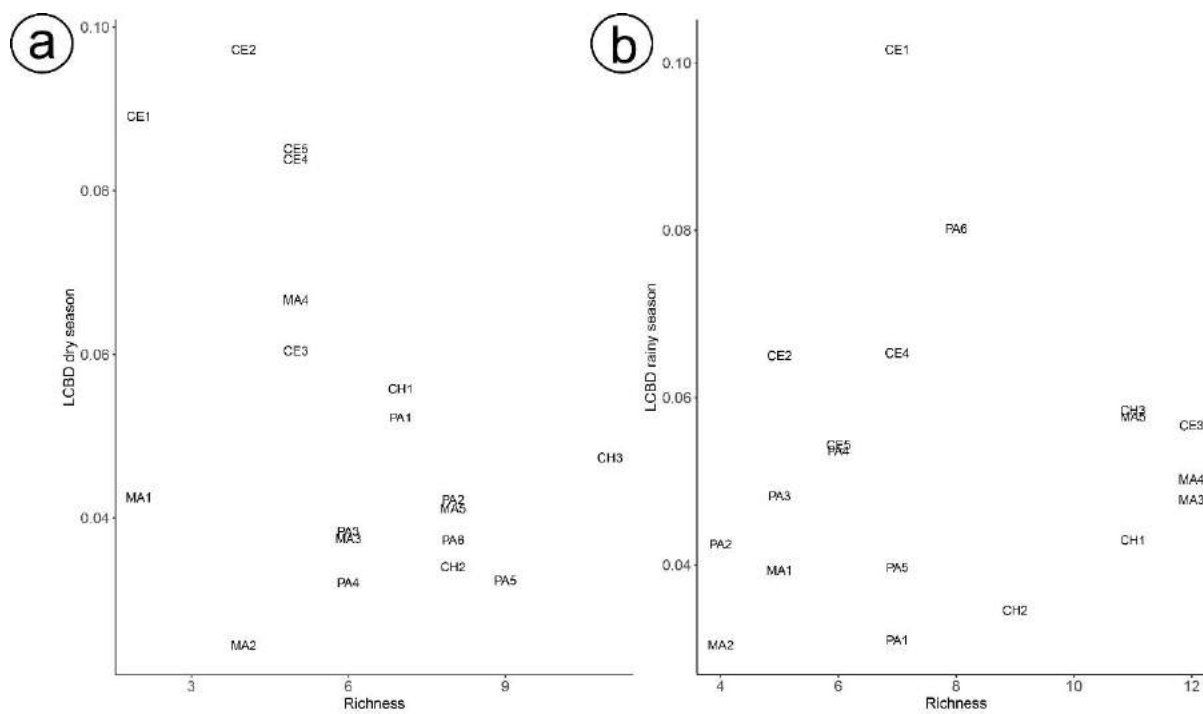 a
b
0.10
CE2
CE1
CE5
CE4
0.08
MA4
0.06
CE3
CH1
PA1
CH3
MA1
PA2
MA5
0.04
PA3
MA3
PA6
CH2
PA4
PA5
MA2
3
6
9
Richness
LCBD dry season
CE1
0.10
0.08
PA6
CE2
CE4
0.06
CH3
MA5
CE3
CE5
PA4
MA4
PA3
MA3
PA2
CH1
0.04
MA1
PA5
CH2
MA2
PA1
4
6
8
10
12
Richness
LCBD rainy season